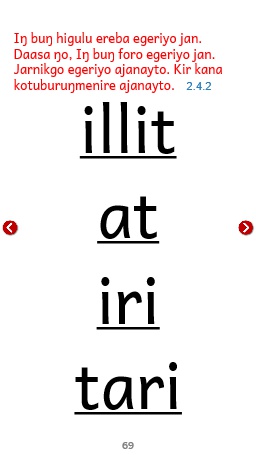 Iŋ buŋ higulu ereba egeriyo jan.
Daasa ŋo, Iŋ buŋ foro egeriyo jan.
Jarnikgo egeriyo ajanayto. Kir kana
kotuburuŋmenire ajanayto. 2.4.2
illit
at
iri
tari
69